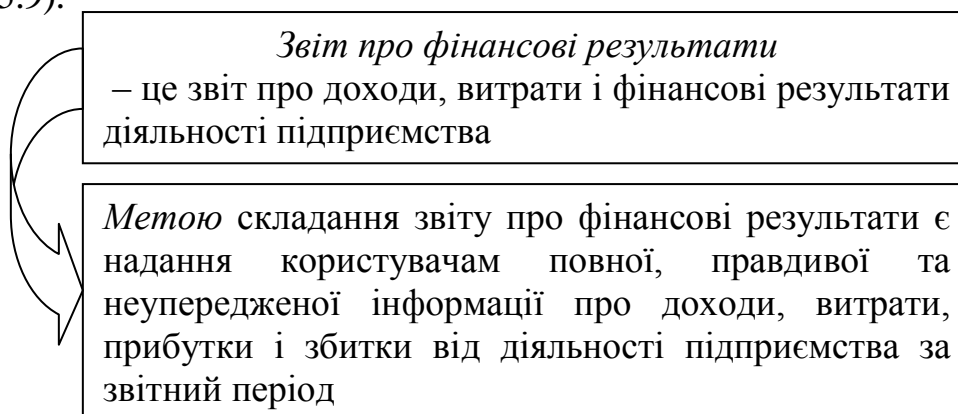 Звіт про фінансові результати
– це звіт про доходи, витрати і фінансові результати
діяльності підприємства
Метою складання звіту про фінансові результати є
надання користувачам повної, правдивої та
неупередженої інформації про доходи, витрати,
прибутки і збитки від діяльності підприємства за
звітний період